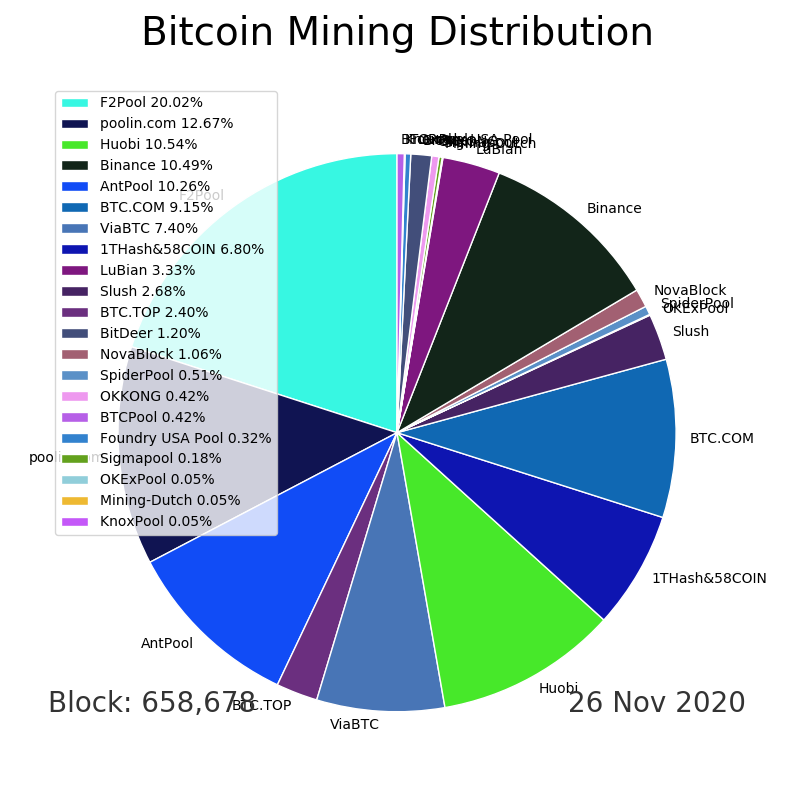 Bitcoin Mining Distribution
F2Pool 20.02%
poolin.com 12.67%
Huobi 10.54%
Binance 10.49%
AntPool 10.26%
BTC.COM 9.15%
ViaBTC 7.40%
1THash&58COIN 6.80%
LuBian 3.33%
Slush 2.68%
BTC.TOP 2.40%
BitDeer 1.20%
NovaBlock 1.06%
SpiderPool 0.51%
OKKONG 0.42%
BTCPool 0.42%
Foundry USA Pool 0.32%
Sigmapool 0.18%
OKExPool 0.05%
Mining-Dutch 0.05%
KnoxPool 0.05%
F2Pool
LuBian
Binance
NovaBlock
SpiderPool
OKExPool
Slush
BTC.COM
1THash&58COIN
Huobi
ViaBTC
BTC.TOP
AntPool
Block: 658,678
26 Nov 2020